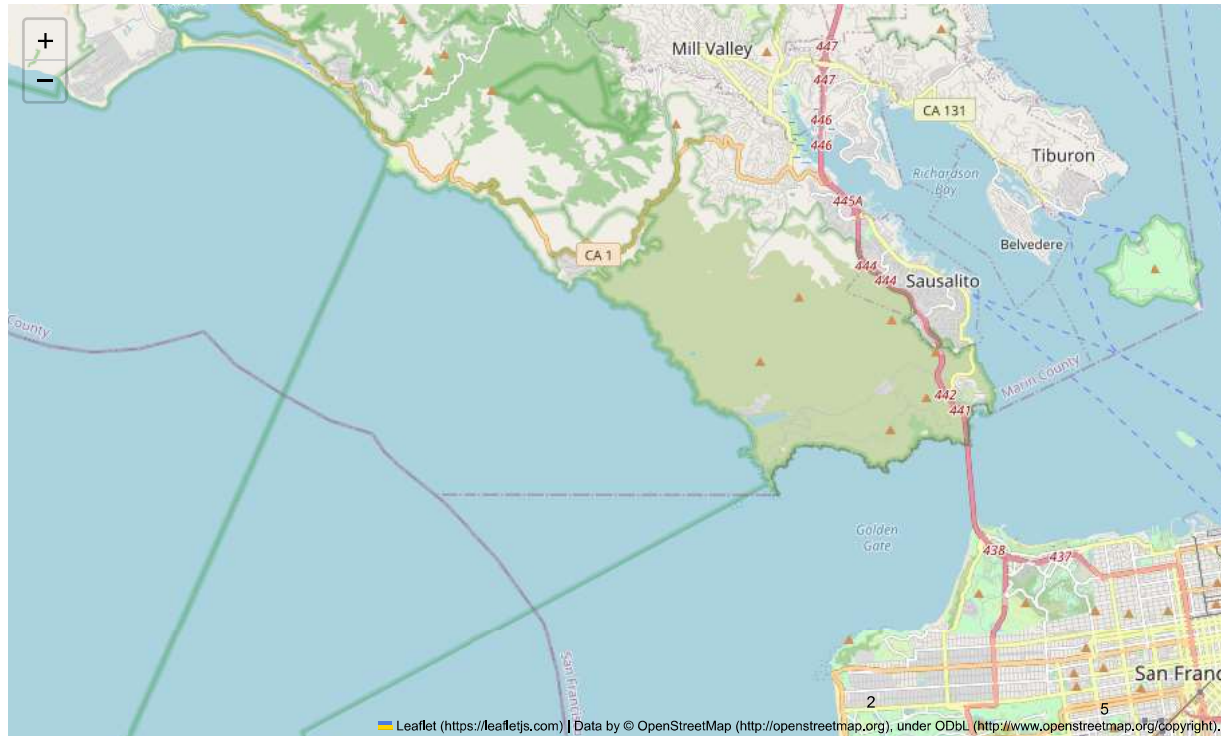 +
−
Mill Valley
447
447
446
446
CA 131
Tiburon
Richardson
Bay
445A
Belvedere
CA 1
444
444
Sausalito
County
442
441
Marin County
Golden
Gate
438
437
San Franc
San Franci
2
5
Leaflet (https://leafletjs.com) | Data by © OpenStreetMap (http://openstreetmap.org), under ODbL (http://www.openstreetmap.org/copyright).